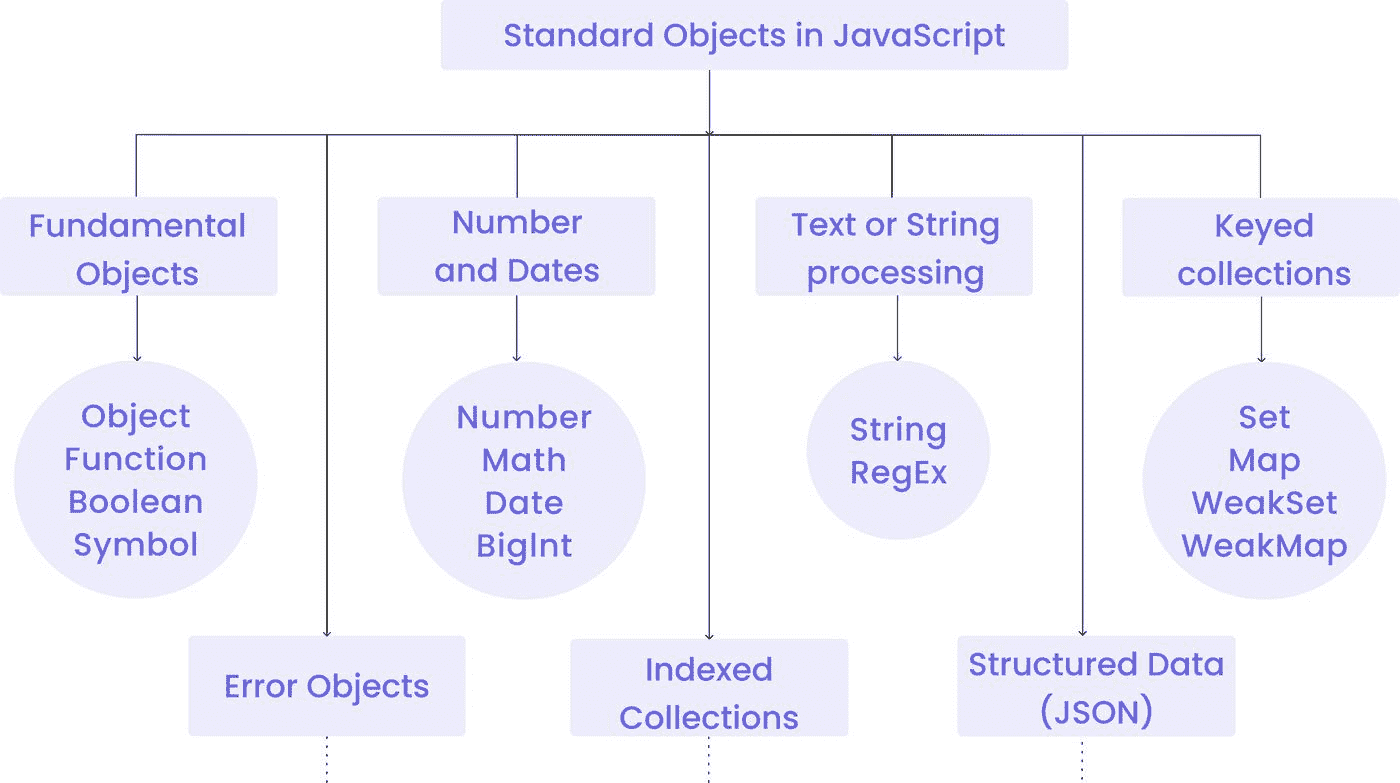 Standard Objects in JavaScript
Fundamental
Objects
Number
and Dates
Text or String
processing
Keyed
collections
Object
Function
Boolean
Symbol
Number
Math
Date
BigInt
String
RegEx
Set
Map
WeakSet
WeakMap
Error Objects
Indexed
Collections
Structured Data
(JSON)